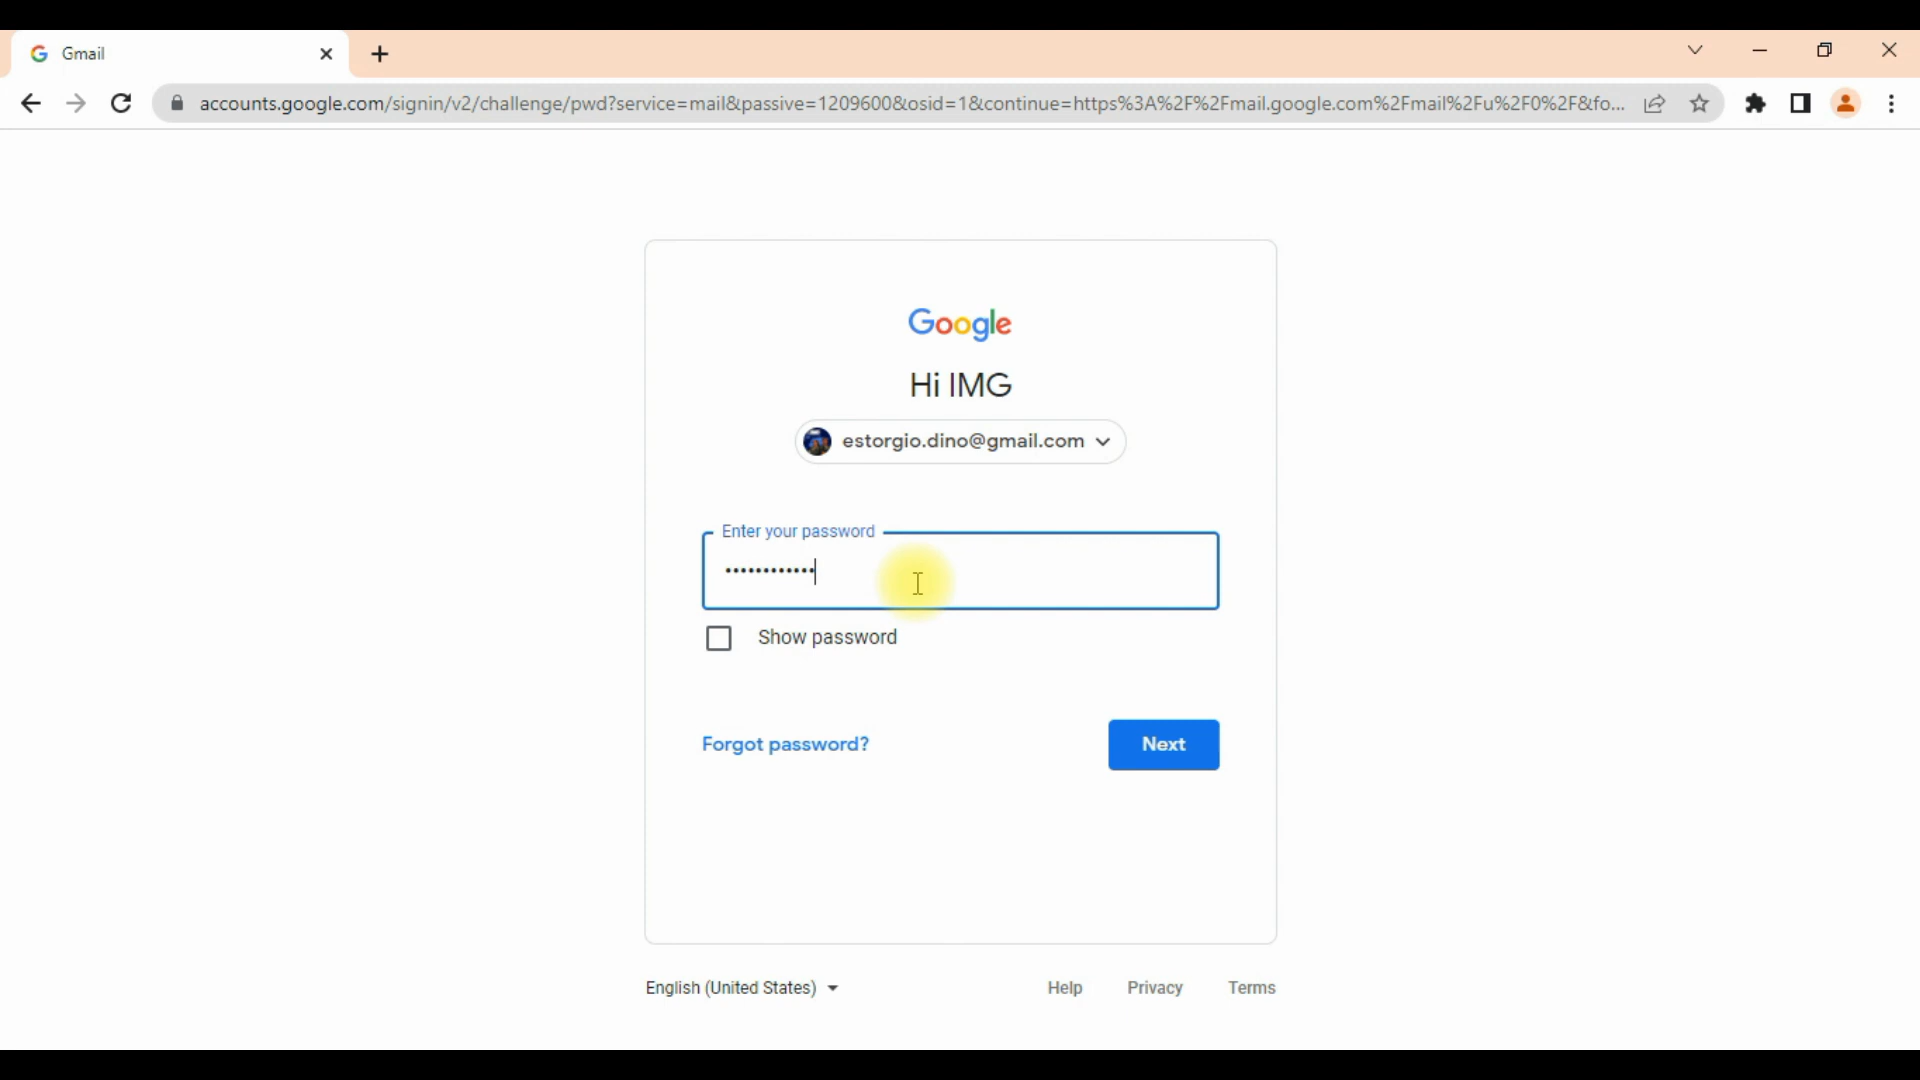 Gmail
accounts.google.com/signin/v2/challenge/pwd?service=mail&passive=1209600&osid=1&continue=https%3A%2F%2Fmail.google.com%2Fmail%2Fu%2F0%2F&fo...
Google
Hi IMG
estorgio.dino@gmail.com
Enter your password
••••••••••••
Show password
Forgot password?
Next
English (United States)
Help Privacy Terms